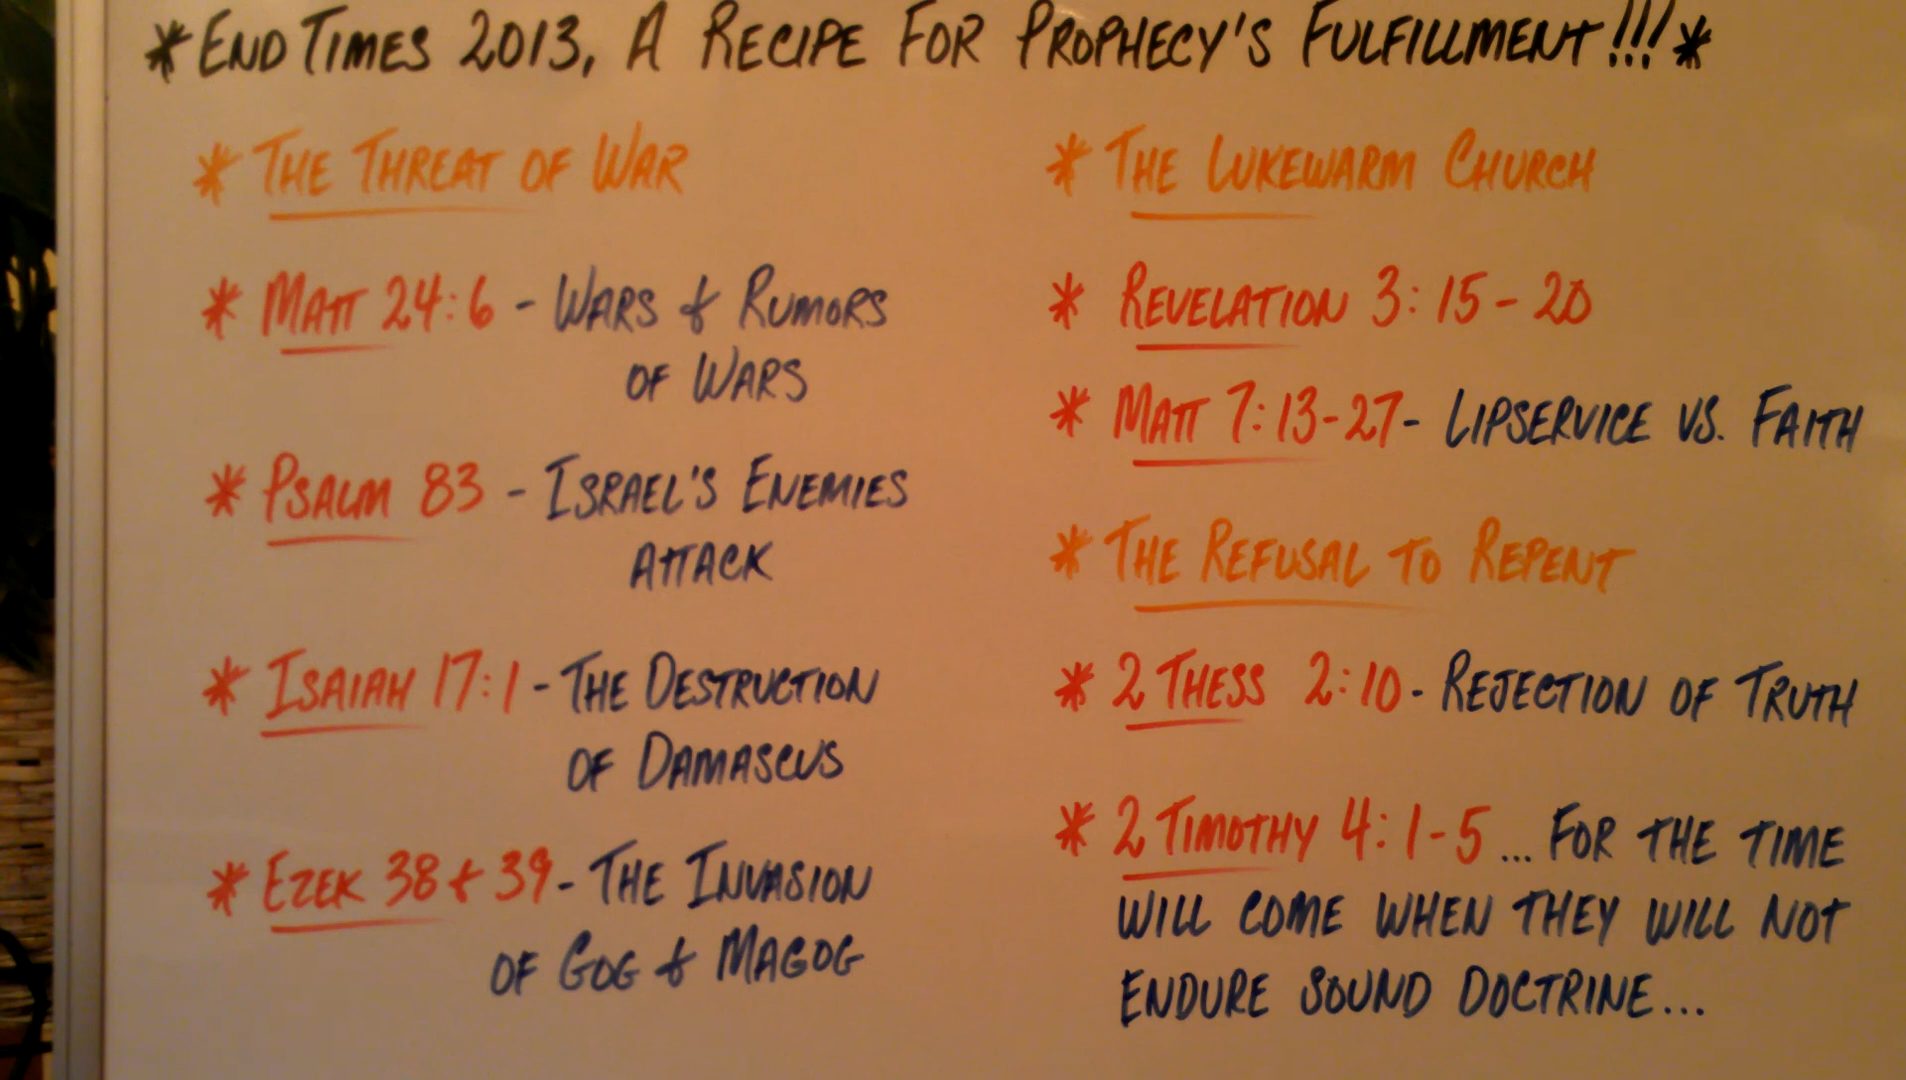 *END TIMES 2013, A RECIPE FOR PROPHECY'S FULFILLMENT!!!*
* THE THREAT OF WAR
* MATT 24:6 - WARS & RUMORS
OF WARS
* PSALM 83 - ISRAEL'S ENEMIES
ATTACK
* ISAIAH 17:1 - THE DESTRUCTION
OF DAMASCUS
* EZEK 38 & 39 - THE INVASION
OF GOG & MAGOG
* THE LUKEWARM CHURCH
* REVELATION 3:15-20
* MATT 7:13-27- LIPSERVICE VS. FAITH
* THE REFUSAL TO REPENT
* 2 THESS 2:10 - REJECTION OF TRUTH
* 2 TIMOTHY 4:1-5 ... FOR THE TIME
WILL COME WHEN THEY WILL NOT
ENDURE SOUND DOCTRINE...